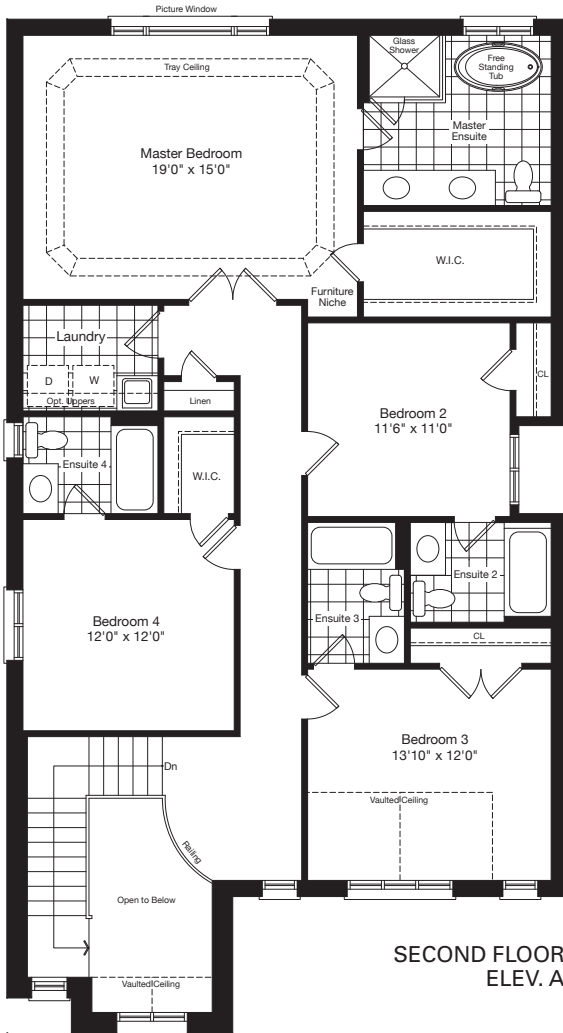 Picture Window
Tray Ceiling
Glass
Shower
Free
Standing
Tub
Master
Ensuite
Master Bedroom
19'0" x 15'0"
W.I.C.
Furniture
Niche
Laundry
D
W
Opt. Uppers
Linen
CL
Bedroom 2
11'6" x 11'0"
Ensuite 4
W.I.C.
Ensuite 2
Ensuite 3
Bedroom 4
12'0" x 12'0"
CL
Bedroom 3
13'10" x 12'0"
Dn
Vaulted Ceiling
Railing
Open to Below
Vaulted Ceiling
SECOND FLOOR
ELEV. A